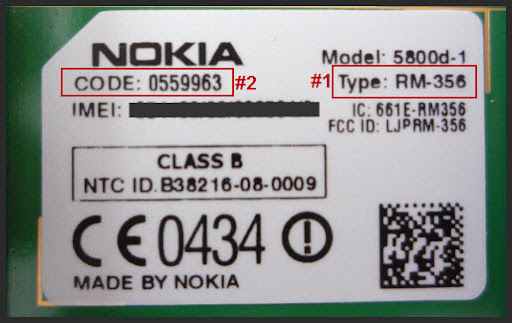 NOKIA
Model: 5800d-1
CODE: 0559963 #2
#1 Type: RM-356
IMEI:
IC: 661E-RM356
FCC ID: LJPRM-356
CLASS B
NTC ID.B38216-08-0009
CE0434
MADE BY NOKIA